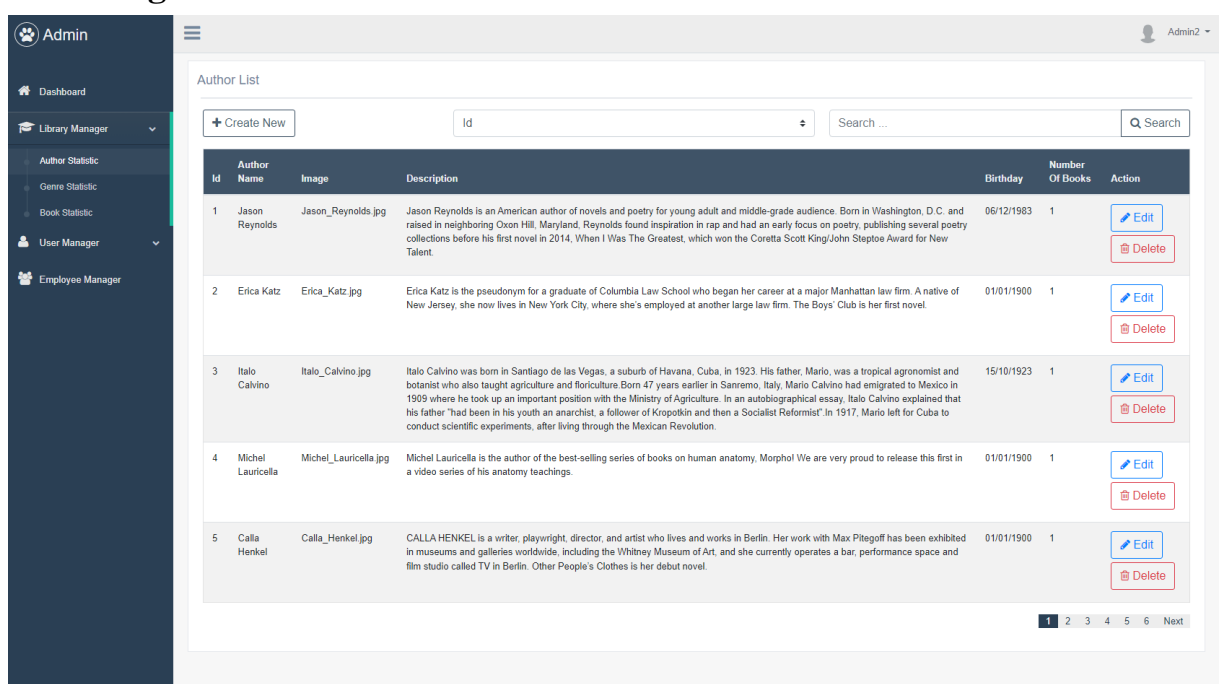 Admin
Admin2
Author List
Dashboard
Create New
Id
Search ...
Search
Library Manager
Author Statistic
Genre Statistic
Book Statistic
User Manager
Employee Manager
Id Author Name Image Description Birthday Number Of Books Action
1 Jason Reynolds Jason_Reynolds.jpg Jason Reynolds is an American author of novels and poetry for young adult and middle-grade audience. Born in Washington, D.C. and 06/12/1983 1 Edit
raised in neighboring Oxon Hill, Maryland, Reynolds found inspiration in rap and had an early focus on poetry, publishing several poetry
collections before his first novel in 2014, When I Was The Greatest, which won the Coretta Scott King/John Steptoe Award for New
Talent.
Delete
2 Erica Katz Erica_Katz.jpg Erica Katz is the pseudonym for a graduate of Columbia Law School who began her career at a major Manhattan law firm. A native of 01/01/1900 1 Edit
New Jersey, she now lives in New York City, where she's employed at another large law firm. The Boys' Club is her first novel.
Delete
3 Italo Calvino Italo_Calvino.jpg Italo Calvino was born in Santiago de las Vegas, a suburb of Havana, Cuba, in 1923. His father, Mario, was a tropical agronomist and 15/10/1923 1 Edit
botanist who also taught agriculture and floriculture.Born 47 years earlier in Sanremo, Italy, Mario Calvino had emigrated to Mexico in
1909 where he took up an important position with the Ministry of Agriculture. In an autobiographical essay, Italo Calvino explained that
his father "had been in his youth an anarchist, a follower of Kropotkin and then a Socialist Reformist".In 1917, Mario left for Cuba to
conduct scientific experiments, after living through the Mexican Revolution.
Delete
4 Michel Lauricella Michel_Lauricella.jpg Michel Lauricella is the author of the best-selling series of books on human anatomy, Morpho! We are very proud to release this first in 01/01/1900 1 Edit
a video series of his anatomy teachings.
Delete
5 Calla Henkel Calla_Henkel.jpg CALLA HENKEL is a writer, playwright, director, and artist who lives and works in Berlin. Her work with Max Pitegoff has been exhibited 01/01/1900 1 Edit
in museums and galleries worldwide, including the Whitney Museum of Art, and she currently operates a bar, performance space and
film studio called TV in Berlin. Other People's Clothes is her debut novel.
Delete
1 2 3 4 5 6 Next